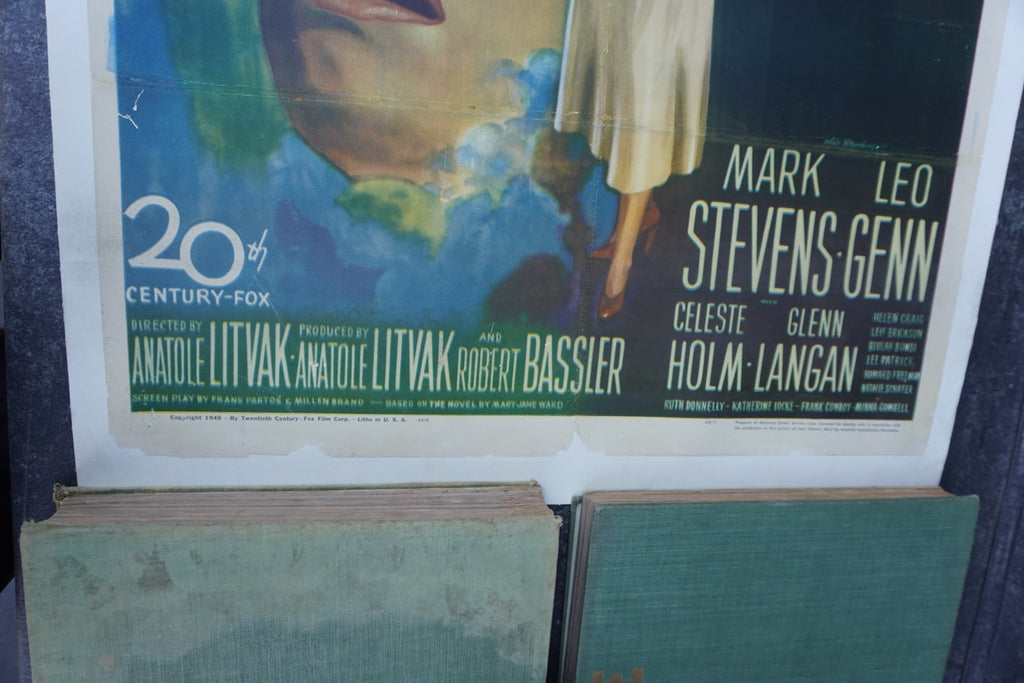 20th
CENTURY-FOX
DIRECTED BY
ANATOLE LITVAK ·
PRODUCED BY
ANATOLE LITVAK
AND
ROBERT BASSLER
SCREEN PLAY BY FRANK PARTOS & MILLEN BRAND — BASED ON THE NOVEL BY MARY JANE WARD
MARK LEO
STEVENS · GENN
WITH
CELESTE GLENN
HOLM · LANGAN
HELEN CRAIG
LEIF ERICKSON
BEULAH BONDI
LEE PATRICK
HOWARD FREEMAN
NATALIE SCHAFER
RUTH DONNELLY - KATHERINE LOCKE - FRANK CONROY - MINNA GOMBELL
Copyright 1948 - By Twentieth Century-Fox Film Corp. - Litho in U. S. A.